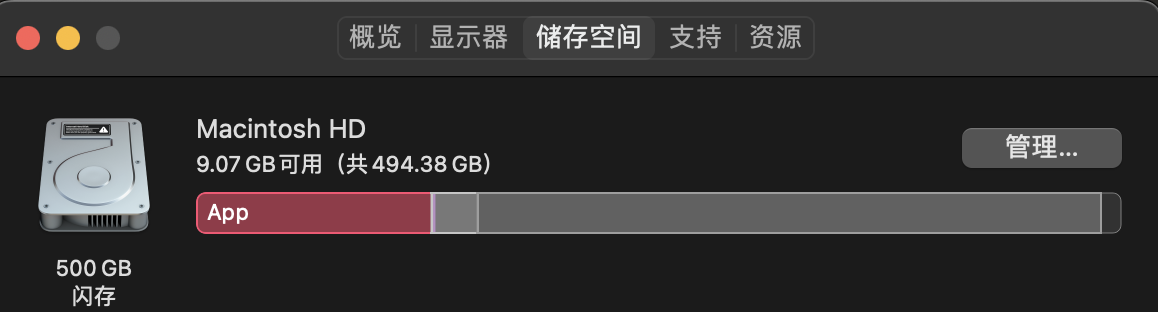 概览 显示器 储存空间 支持 资源
Macintosh HD
9.07 GB可用（共494.38 GB）
管理...
App
500 GB
闪存